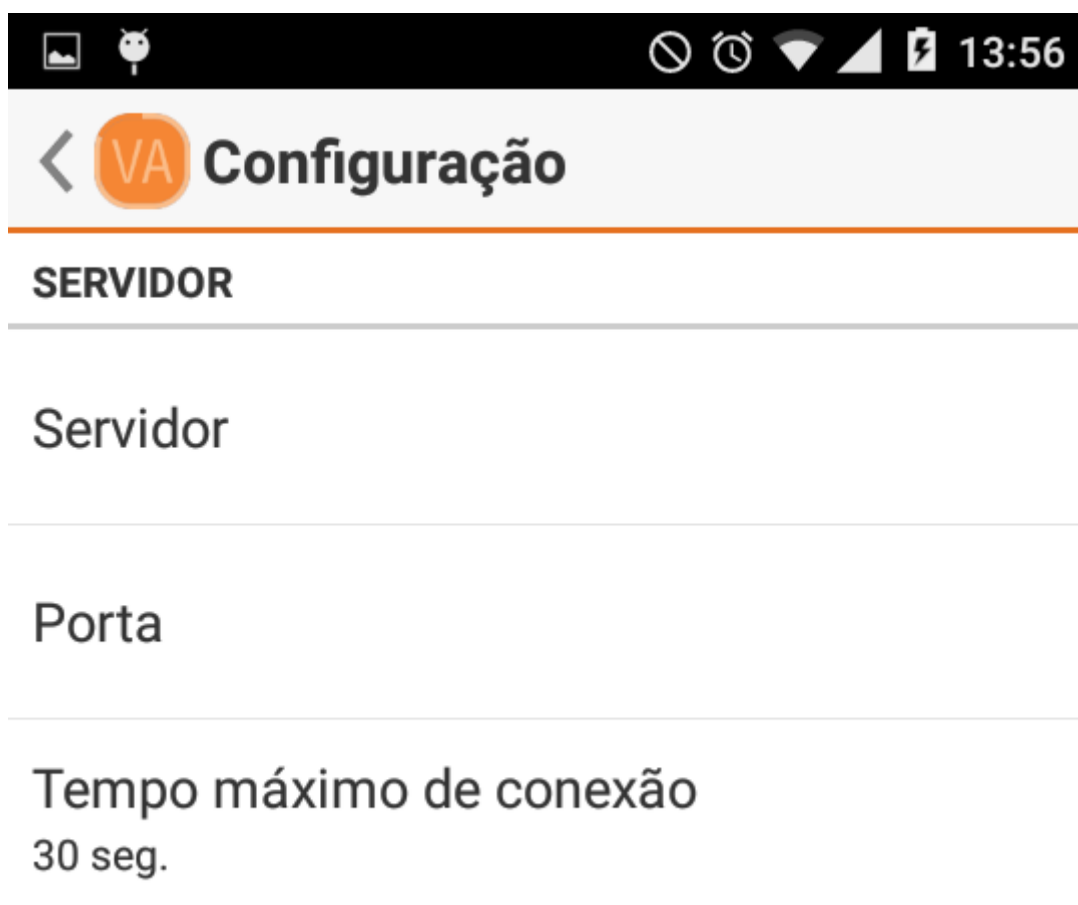 13:56
VA Configuração
SERVIDOR
Servidor
Porta
Tempo máximo de conexão
30 seg.